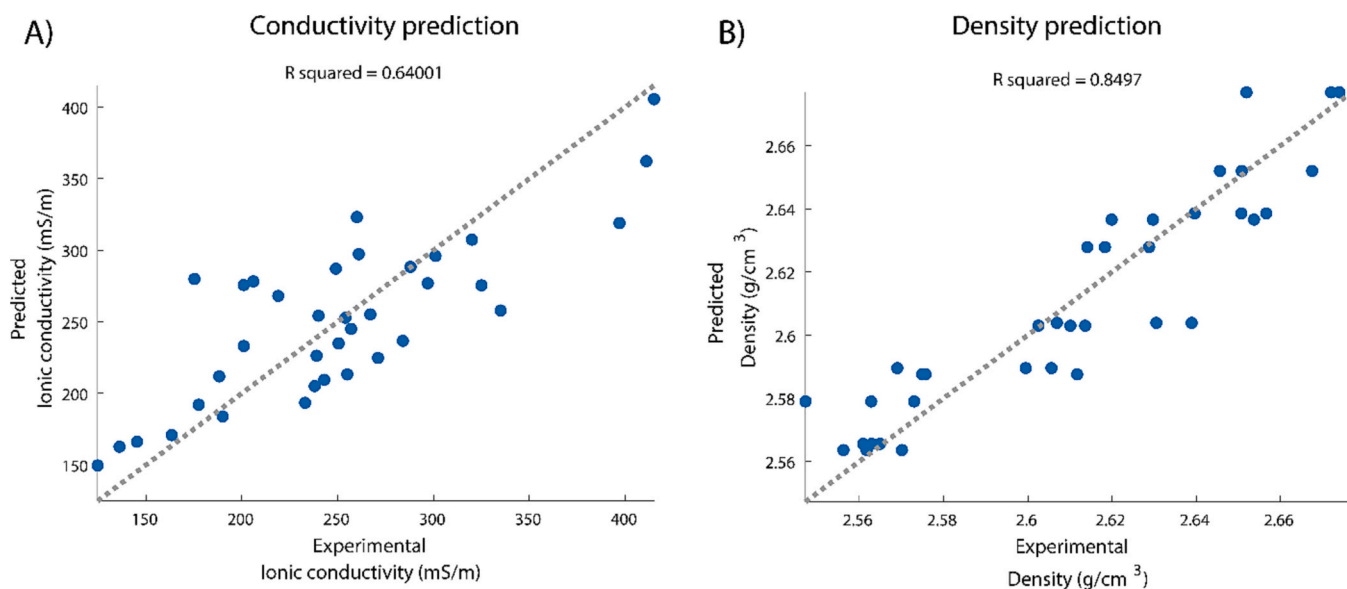 A)
Conductivity prediction
R squared = 0.64001
Predicted
Ionic conductivity (mS/m)
400
350
300
250
200
150
150 200 250 300 350 400
Experimental
Ionic conductivity (mS/m)
B)
Density prediction
R squared = 0.8497
Predicted
Density (g/cm ³)
2.66
2.64
2.62
2.6
2.58
2.56
2.56 2.58 2.6 2.62 2.64 2.66
Experimental
Density (g/cm ³)